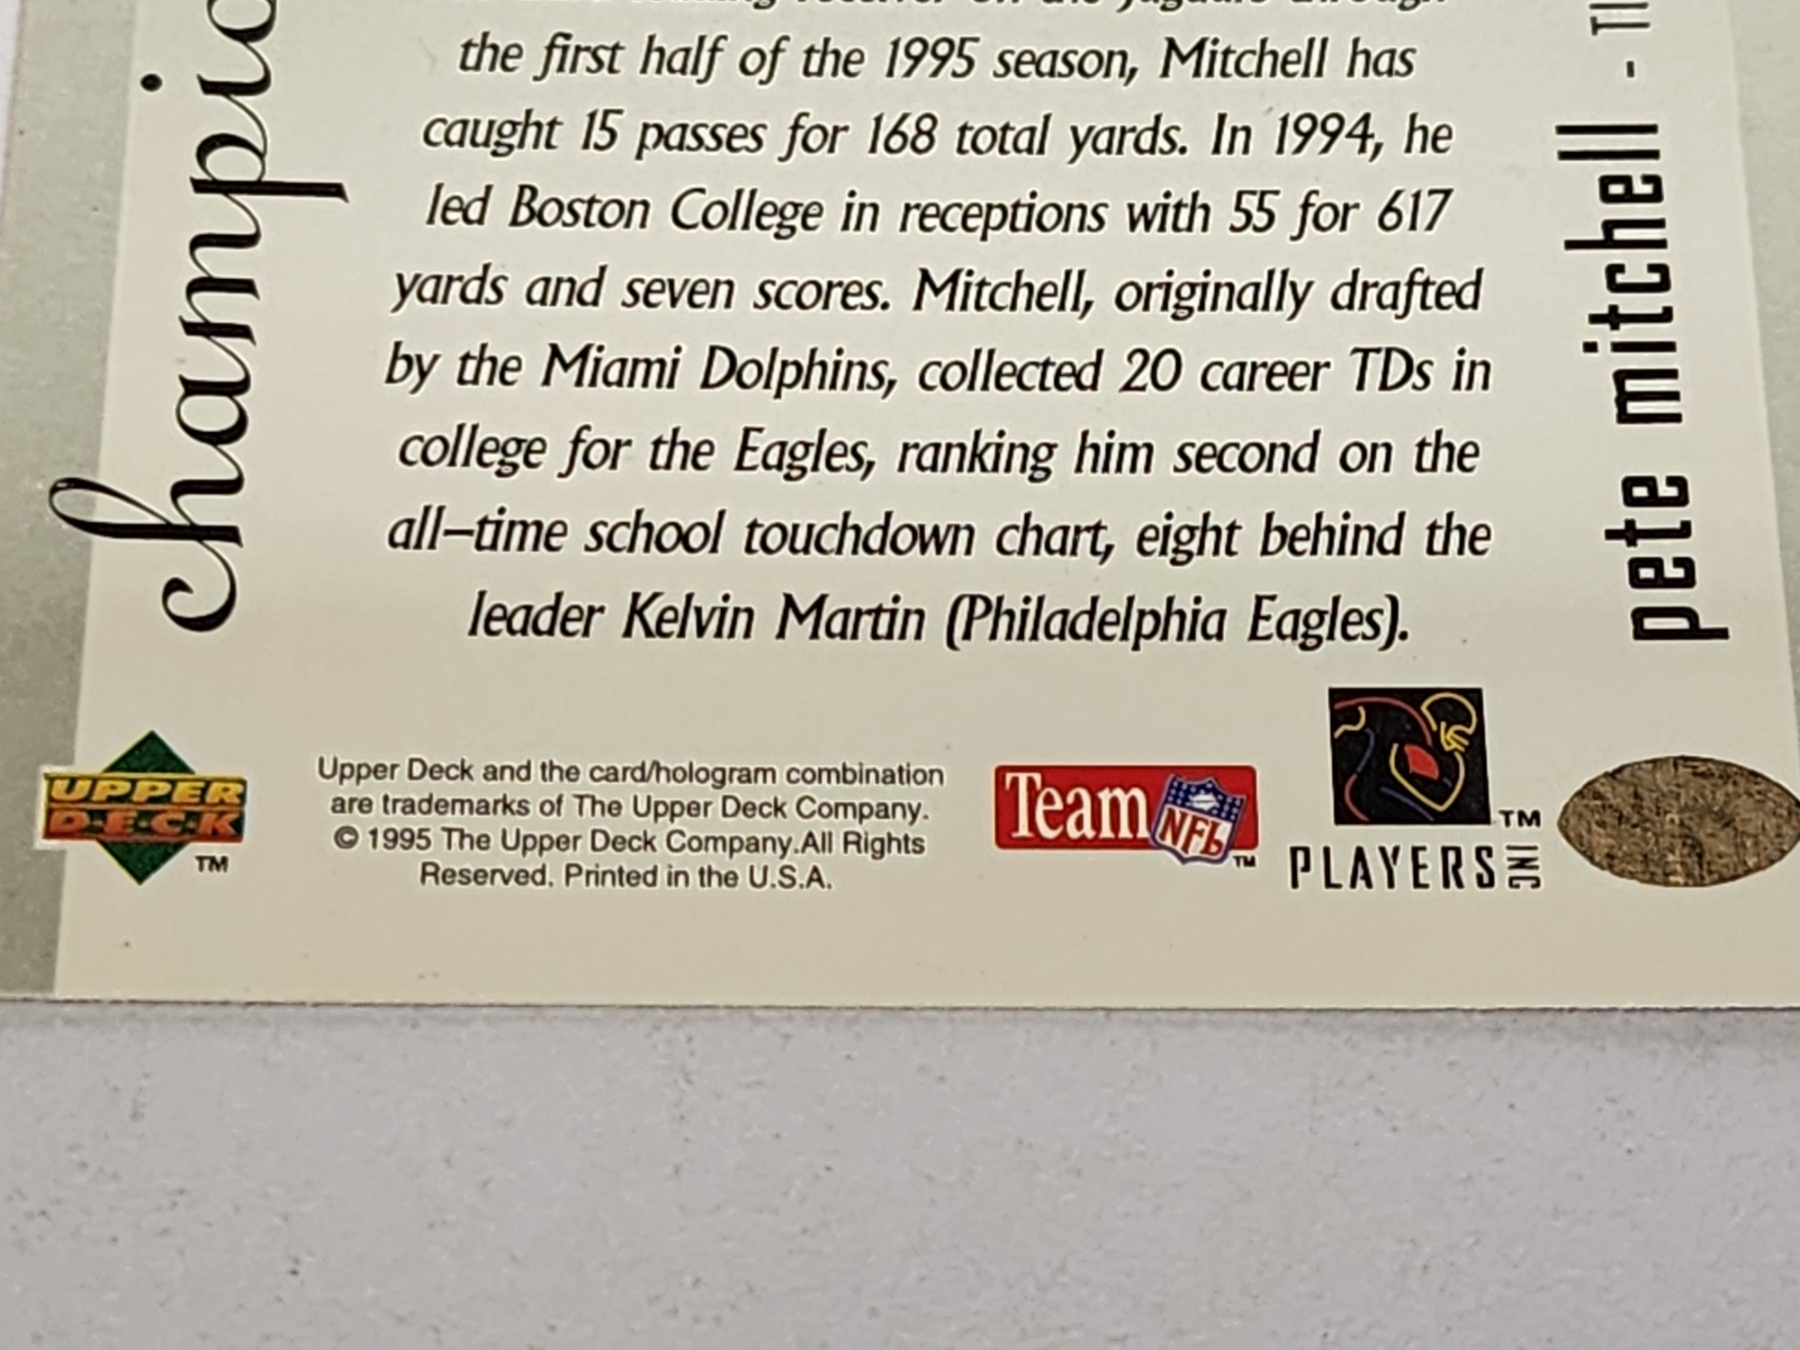 the first half of the 1995 season, Mitchell has
caught 15 passes for 168 total yards. In 1994, he
led Boston College in receptions with 55 for 617
yards and seven scores. Mitchell, originally drafted
by the Miami Dolphins, collected 20 career TDs in
college for the Eagles, ranking him second on the
all–time school touchdown chart, eight behind the
leader Kelvin Martin (Philadelphia Eagles).
pete mitchell -
UPPER
D·E·C·K
TM
Upper Deck and the card/hologram combination
are trademarks of The Upper Deck Company.
© 1995 The Upper Deck Company.All Rights
Reserved. Printed in the U.S.A.
Team NFL TM
TM
PLAYERS INC